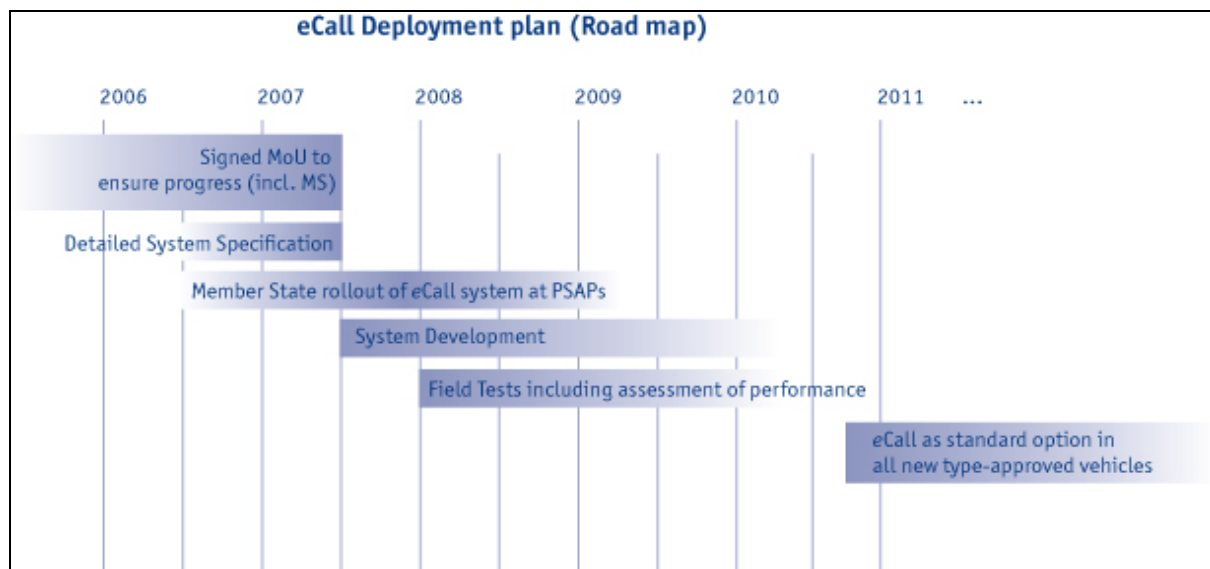 eCall Deployment plan (Road map)
2006 2007 2008 2009 2010 2011 ...
Signed MoU to
ensure progress (incl. MS)
Detailed System Specification
Member State rollout of eCall system at PSAPs
System Development
Field Tests including assessment of performance
eCall as standard option in
all new type-approved vehicles